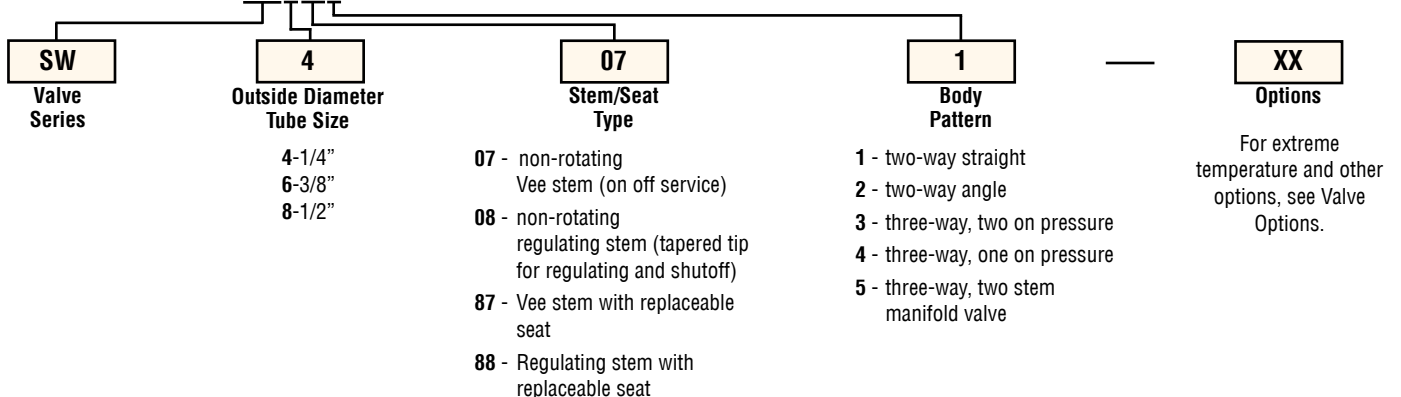 SW
4
07
1
—
XX
Valve
Series
Outside Diameter
Tube Size
4-1/4”
6-3/8”
8-1/2”
Stem/Seat
Type
07 - non-rotating
Vee stem (on off service)
08 - non-rotating
regulating stem (tapered tip
for regulating and shutoff)
87 - Vee stem with replaceable
seat
88 - Regulating stem with
replaceable seat
Body
Pattern
1 - two-way straight
2 - two-way angle
3 - three-way, two on pressure
4 - three-way, one on pressure
5 - three-way, two stem
manifold valve
Options
For extreme
temperature and other
options, see Valve
Options.